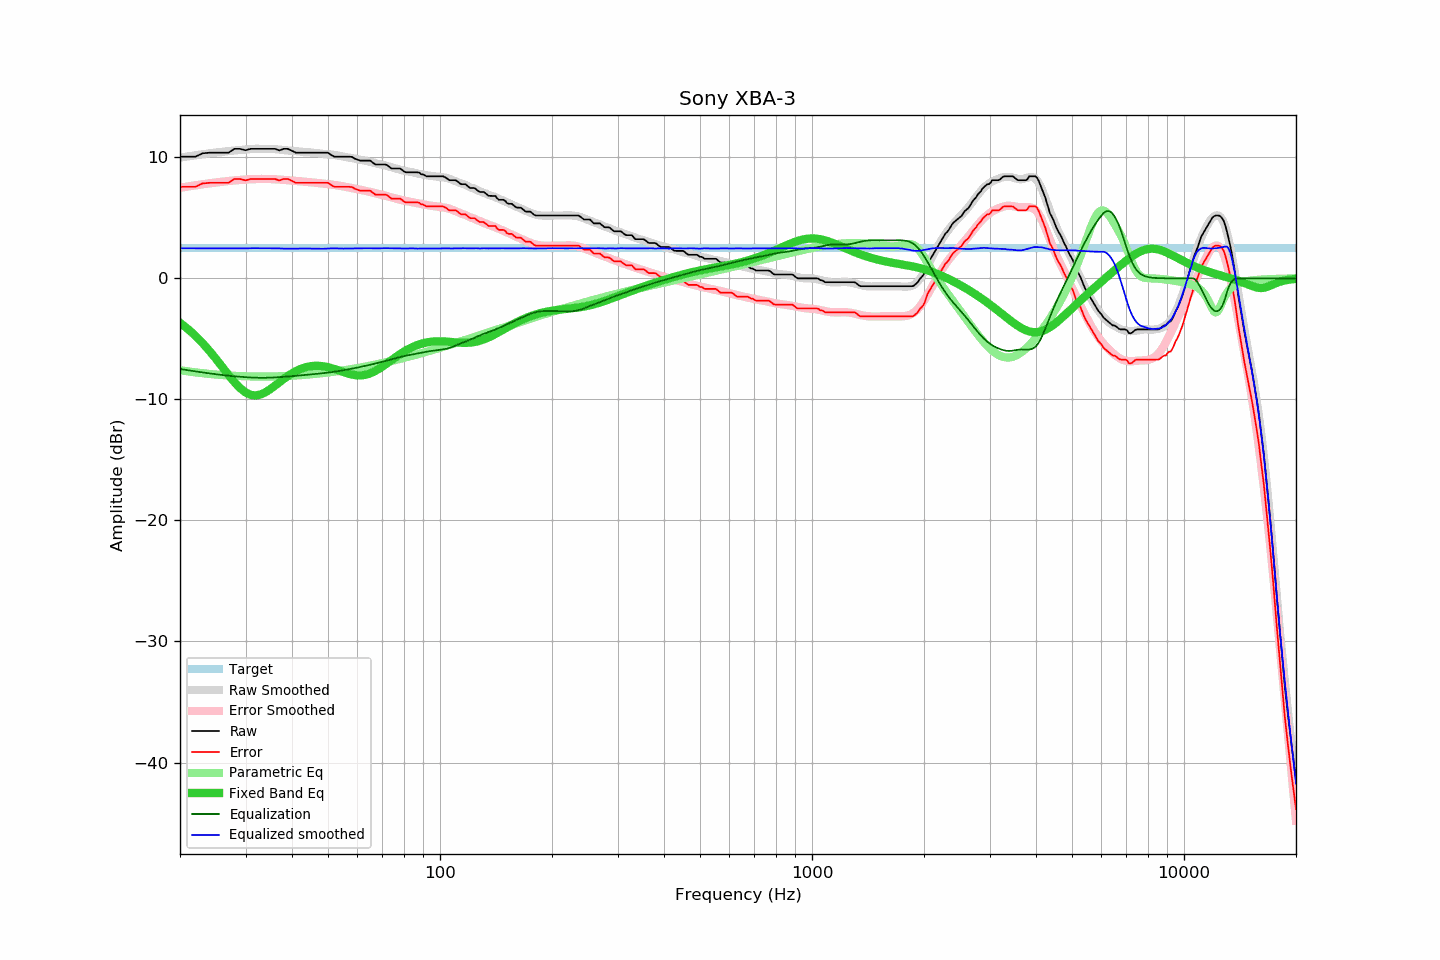 Sony XBA-3
10
0
−10
−20
−30
−40
Amplitude (dBr)
Target
Raw Smoothed
Error Smoothed
Raw
Error
Parametric Eq
Fixed Band Eq
Equalization
Equalized smoothed
100
1000
10000
Frequency (Hz)